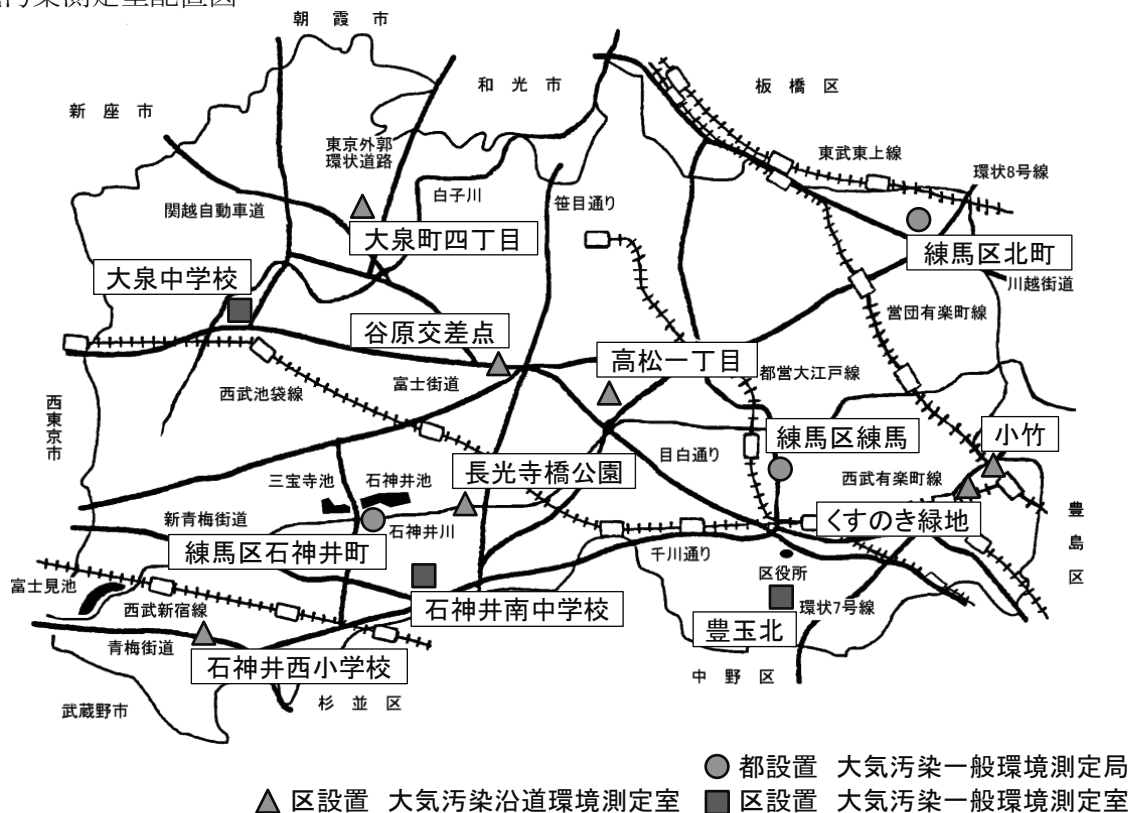 朝霞市
和光市
板橋区
新座市
東京外郭
環状道路
東武東上線
環状8号線
白子川
笹目通り
関越自動車道
大泉町四丁目
練馬区北町
大泉中学校
川越街道
営団有楽町線
谷原交差点
高松一丁目
富士街道
都営大江戸線
西武池袋線
西東京市
練馬区練馬
小竹
目白通り
長光寺橋公園
三宝寺池
石神井池
西武有楽町線
新青梅街道
石神井川
くすのき緑地
豊島区
練馬区石神井町
千川通り
富士見池
区役所
西武新宿線
石神井南中学校
環状7号線
豊玉北
青梅街道
石神井西小学校
中野区
杉並区
武蔵野市
都設置 大気汚染一般環境測定局
区設置 大気汚染沿道環境測定室
区設置 大気汚染一般環境測定室